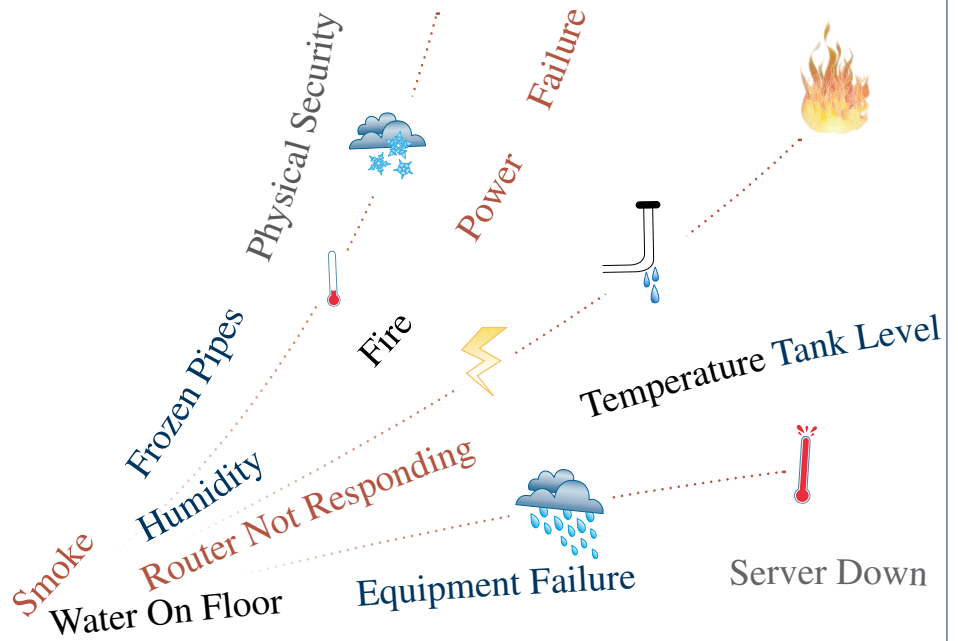 Physical Security
Power Failure
Frozen Pipes
Fire
Temperature Tank Level
Humidity
Router Not Responding
Smoke
Water On Floor
Equipment Failure
Server Down